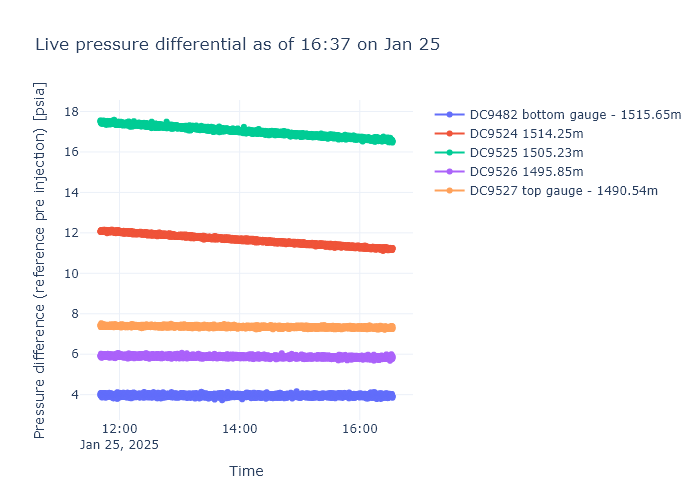 Live pressure differential as of 16:37 on Jan 25
Pressure difference (reference pre injection) [psia]
18
16
14
12
10
8
6
4
12:00
Jan 25, 2025
14:00
16:00
Time
DC9482 bottom gauge - 1515.65m
DC9524 1514.25m
DC9525 1505.23m
DC9526 1495.85m
DC9527 top gauge - 1490.54m